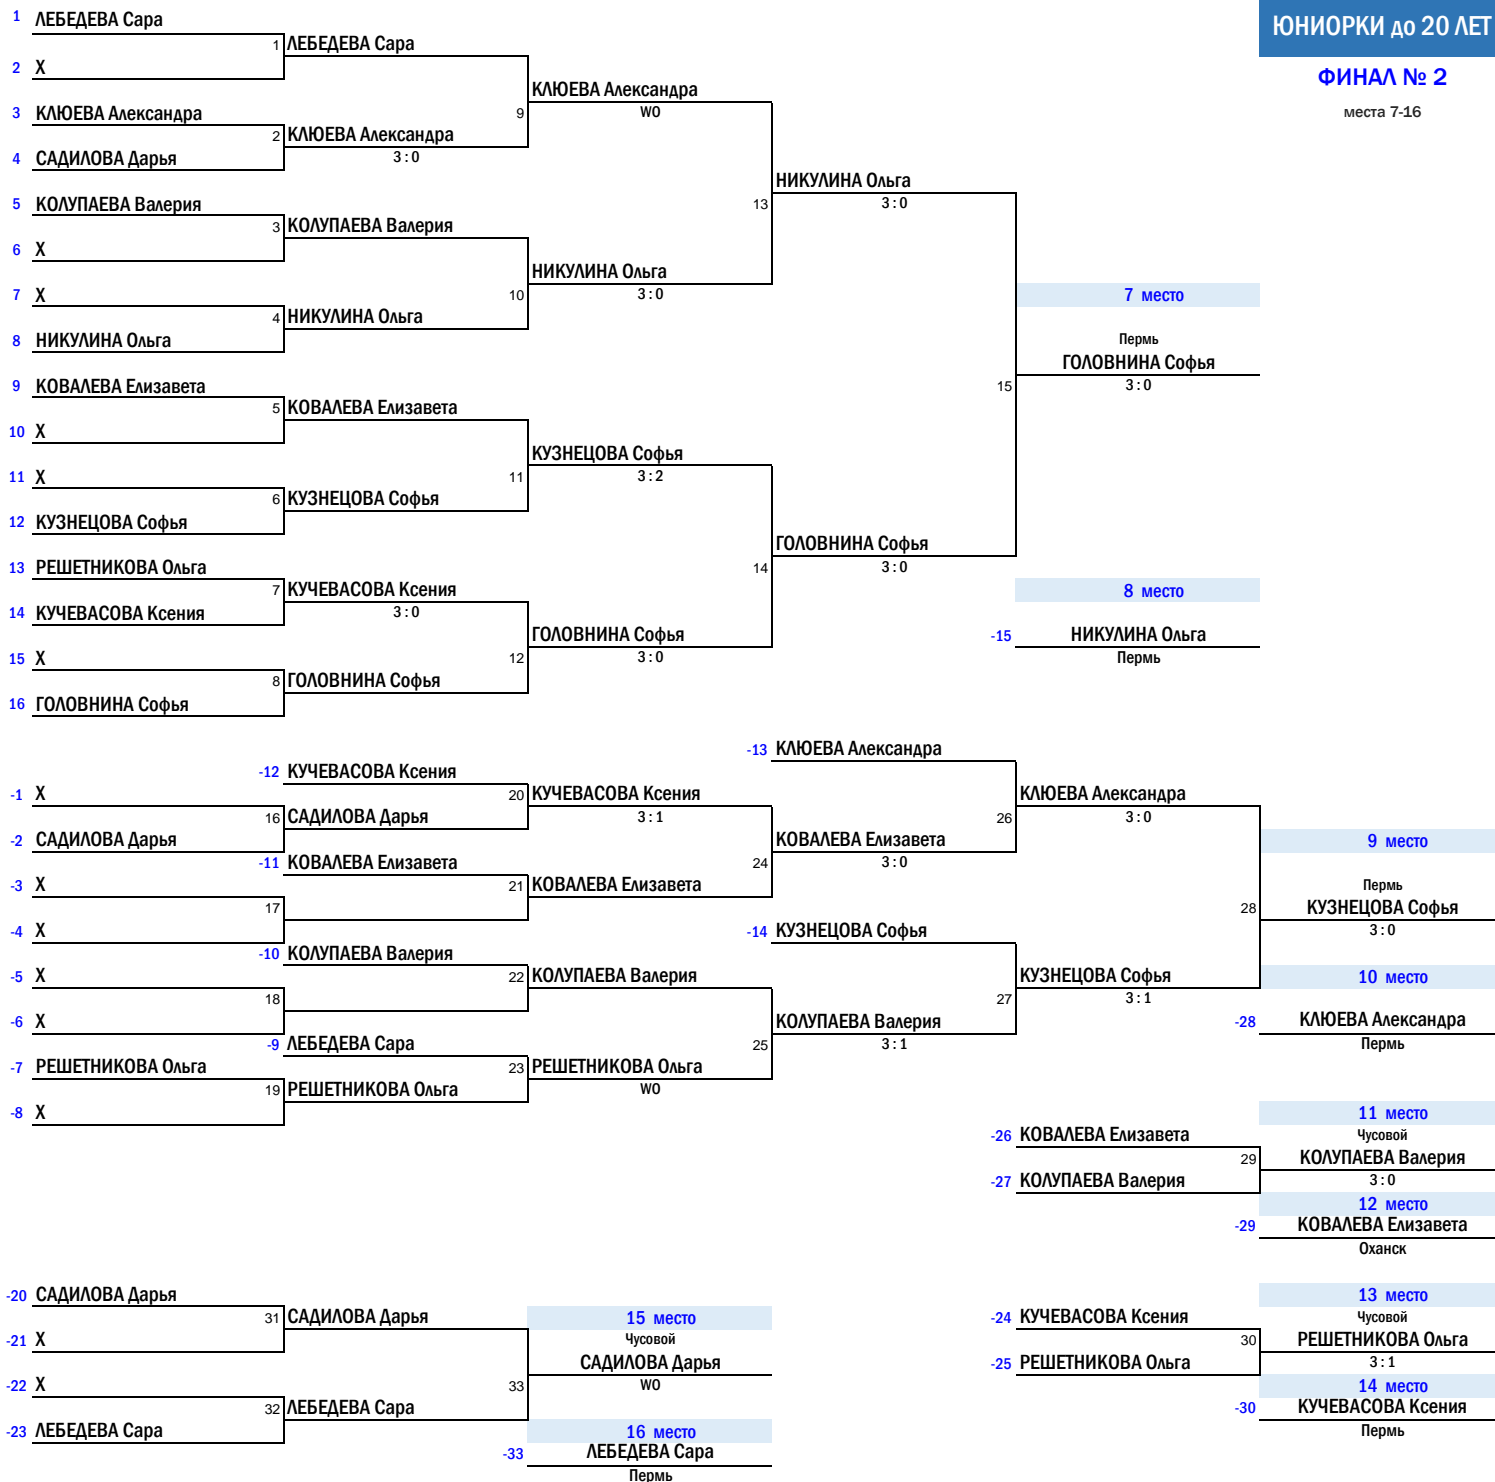 ЮНИОРКИ до 20 ЛЕТ
ФИНАЛ № 2
места 7-16
1 ЛЕБЕДЕВА Сара
1 ЛЕБЕДЕВА Сара
2 X
КЛЮЕВА Александра
3 КЛЮЕВА Александра
9 WO
2 КЛЮЕВА Александра
4 САДИЛОВА Дарья
3 : 0
НИКУЛИНА Ольга
5 КОЛУПАЕВА Валерия
13 3 : 0
3 КОЛУПАЕВА Валерия
6 X
НИКУЛИНА Ольга
7 X
10 3 : 0
7 место
4 НИКУЛИНА Ольга
8 НИКУЛИНА Ольга
Пермь
ГОЛОВНИНА Софья
9 КОВАЛЕВА Елизавета
15 3 : 0
5 КОВАЛЕВА Елизавета
10 X
КУЗНЕЦОВА Софья
11 X
11 3 : 2
6 КУЗНЕЦОВА Софья
12 КУЗНЕЦОВА Софья
ГОЛОВНИНА Софья
13 РЕШЕТНИКОВА Ольга
14 3 : 0
7 КУЧЕВАСОВА Ксения
8 место
14 КУЧЕВАСОВА Ксения
3 : 0
ГОЛОВНИНА Софья
-15 НИКУЛИНА Ольга
15 X
12 3 : 0
Пермь
8 ГОЛОВНИНА Софья
16 ГОЛОВНИНА Софья
-13 КЛЮЕВА Александра
-12 КУЧЕВАСОВА Ксения
-1 X
20 КУЧЕВАСОВА Ксения
КЛЮЕВА Александра
16 САДИЛОВА Дарья
3 : 1
26 3 : 0
-2 САДИЛОВА Дарья
КОВАЛЕВА Елизавета
9 место
-11 КОВАЛЕВА Елизавета
24 3 : 0
-3 X
21 КОВАЛЕВА Елизавета
Пермь
17
28 КУЗНЕЦОВА Софья
-4 X
-14 КУЗНЕЦОВА Софья
3 : 0
-10 КОЛУПАЕВА Валерия
-5 X
22 КОЛУПАЕВА Валерия
КУЗНЕЦОВА Софья
10 место
18
27 3 : 1
-6 X
КОЛУПАЕВА Валерия
-28 КЛЮЕВА Александра
-9 ЛЕБЕДЕВА Сара
25 3 : 1
Пермь
-7 РЕШЕТНИКОВА Ольга
23 РЕШЕТНИКОВА Ольга
19 РЕШЕТНИКОВА Ольга
WO
-8 X
11 место
-26 КОВАЛЕВА Елизавета
Чусовой
29 КОЛУПАЕВА Валерия
-27 КОЛУПАЕВА Валерия
3 : 0
12 место
-29 КОВАЛЕВА Елизавета
Оханск
-20 САДИЛОВА Дарья
13 место
31 САДИЛОВА Дарья
15 место
-24 КУЧЕВАСОВА Ксения
Чусовой
-21 X
Чусовой
30 РЕШЕТНИКОВА Ольга
САДИЛОВА Дарья
-25 РЕШЕТНИКОВА Ольга
3 : 1
-22 X
33 WO
14 место
32 ЛЕБЕДЕВА Сара
-30 КУЧЕВАСОВА Ксения
-23 ЛЕБЕДЕВА Сара
16 место
Пермь
-33 ЛЕБЕДЕВА Сара
Пермь